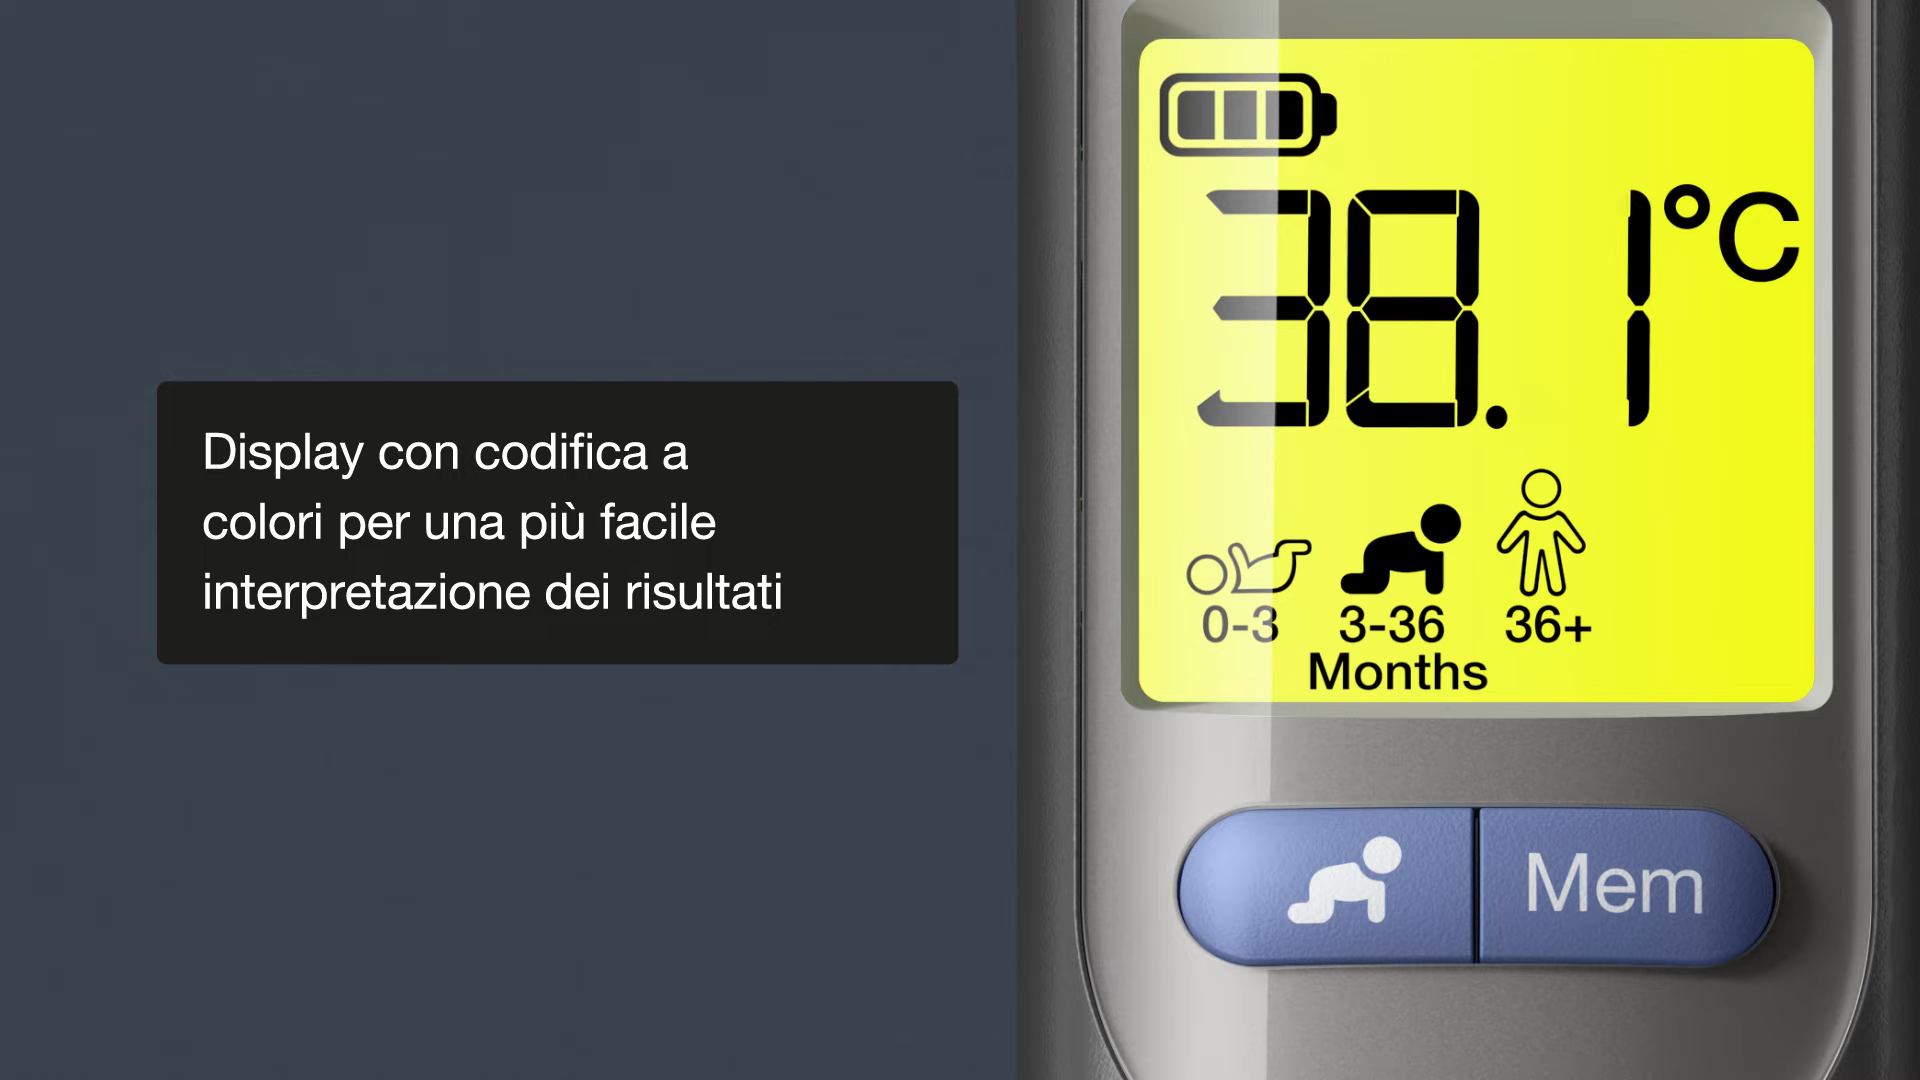 Display con codifica a
colori per una più facile
interpretazione dei risultati
38.1°C
0-3 3-36 36+
Months
Mem